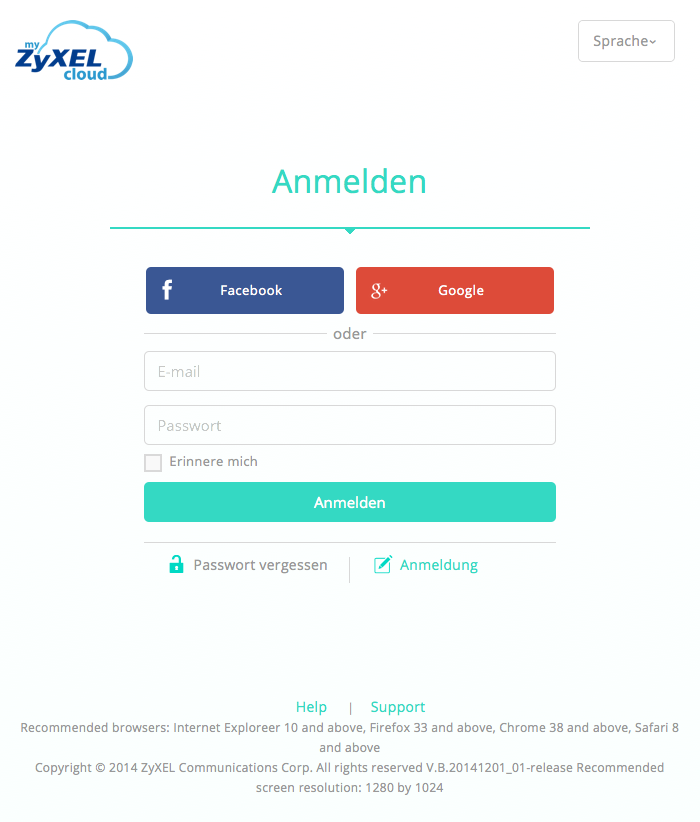 my
ZyXEL
cloud
Sprache
Anmelden
Facebook
Google
oder
E-mail
Passwort
Erinnere mich
Anmelden
Passwort vergessen
Anmeldung
Help | Support
Recommended browsers: Internet Exploreer 10 and above, Firefox 33 and above, Chrome 38 and above, Safari 8
and above
Copyright © 2014 ZyXEL Communications Corp. All rights reserved V.B.20141201_01-release Recommended
screen resolution: 1280 by 1024